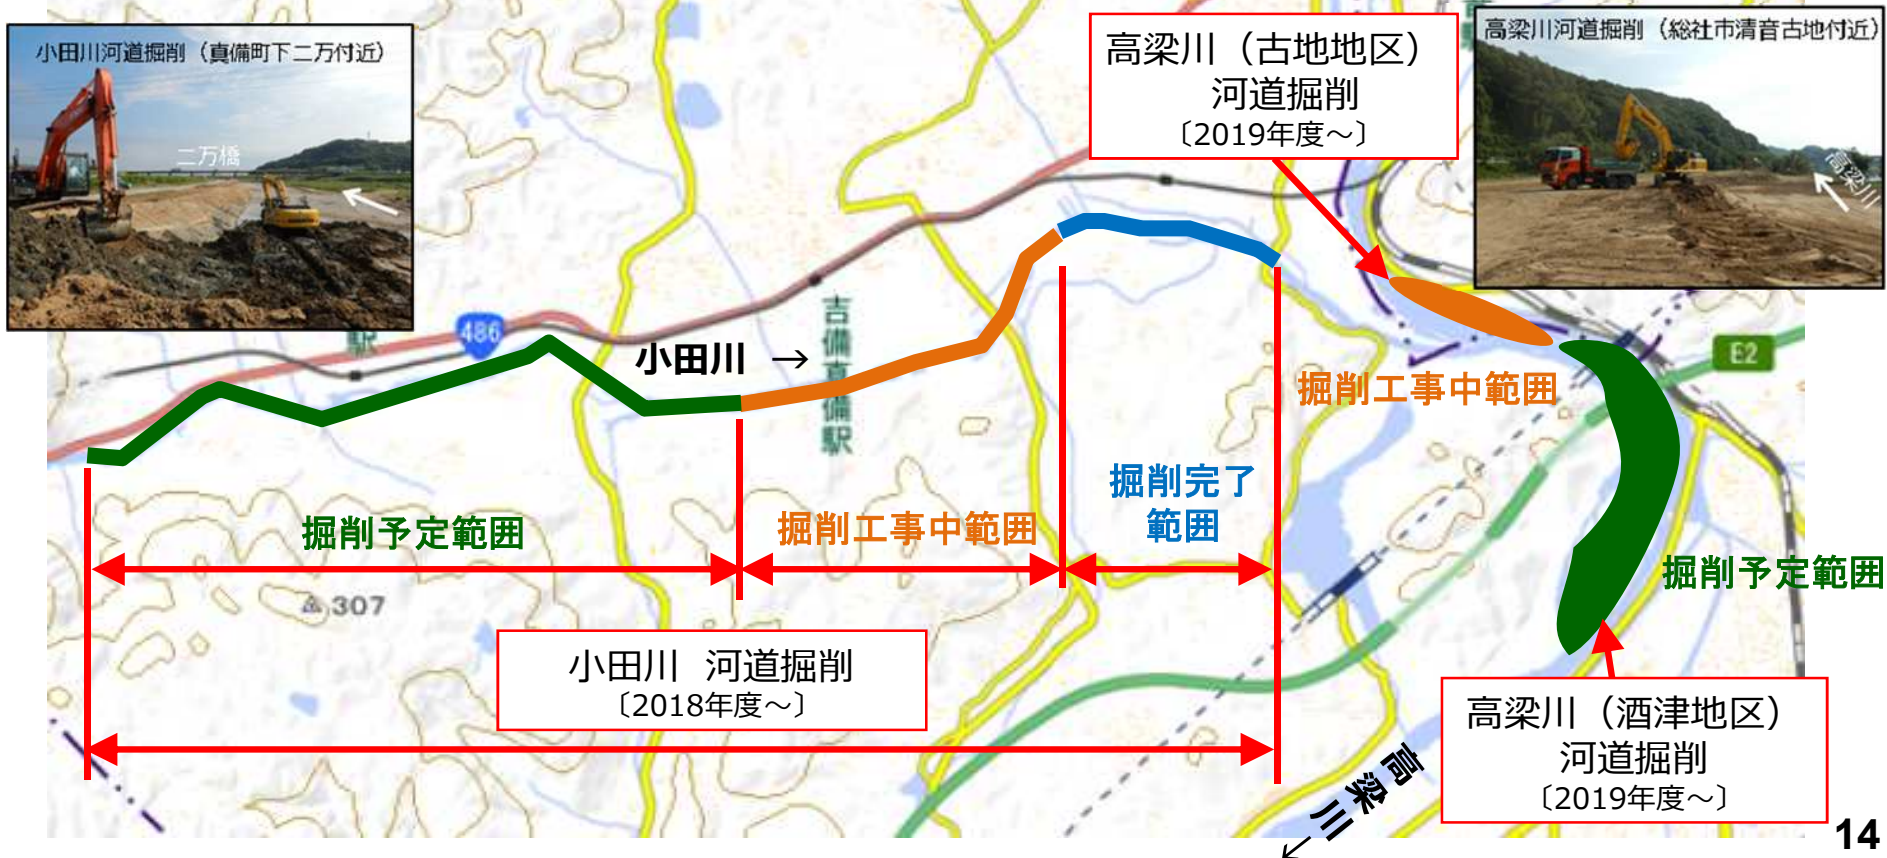 小田川河道掘削（真備町下二万付近）
二万橋
高梁川（古地地区）
河道掘削
〔2019年度～〕
高梁川河道掘削（総社市清音古地付近）
高梁川
486
駅
小田川 →
吉備真備駅
E2
掘削工事中範囲
掘削予定範囲
掘削工事中範囲
掘削完了
範囲
掘削予定範囲
307
小田川 河道掘削
〔2018年度～〕
高梁川（酒津地区）
河道掘削
〔2019年度～〕
高梁川
←
14